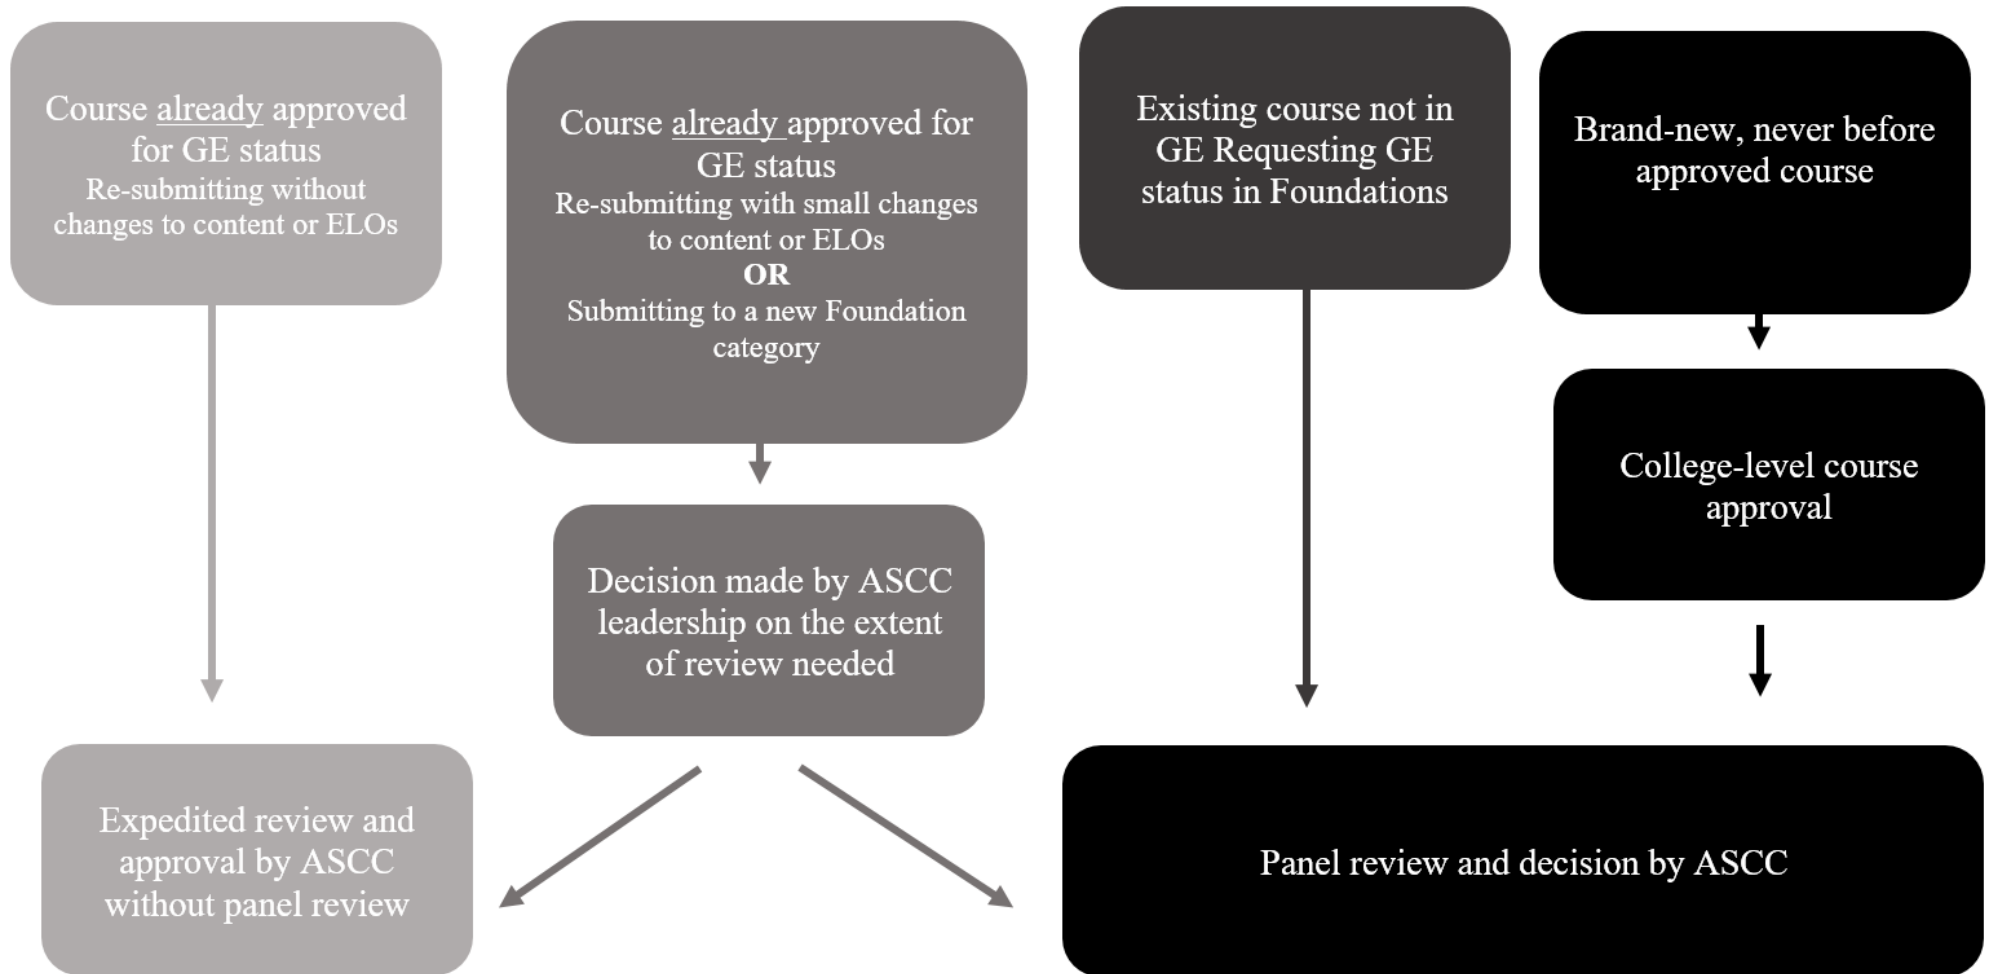 Course already approved
for GE status
Re-submitting without
changes to content or ELOs
Course already approved for
GE status
Re-submitting with small changes
to content or ELOs
OR
Submitting to a new Foundation
category
Existing course not in
GE Requesting GE
status in Foundations
Brand-new, never before
approved course
College-level course
approval
Decision made by ASCC
leadership on the extent
of review needed
Expedited review and
approval by ASCC
without panel review
Panel review and decision by ASCC